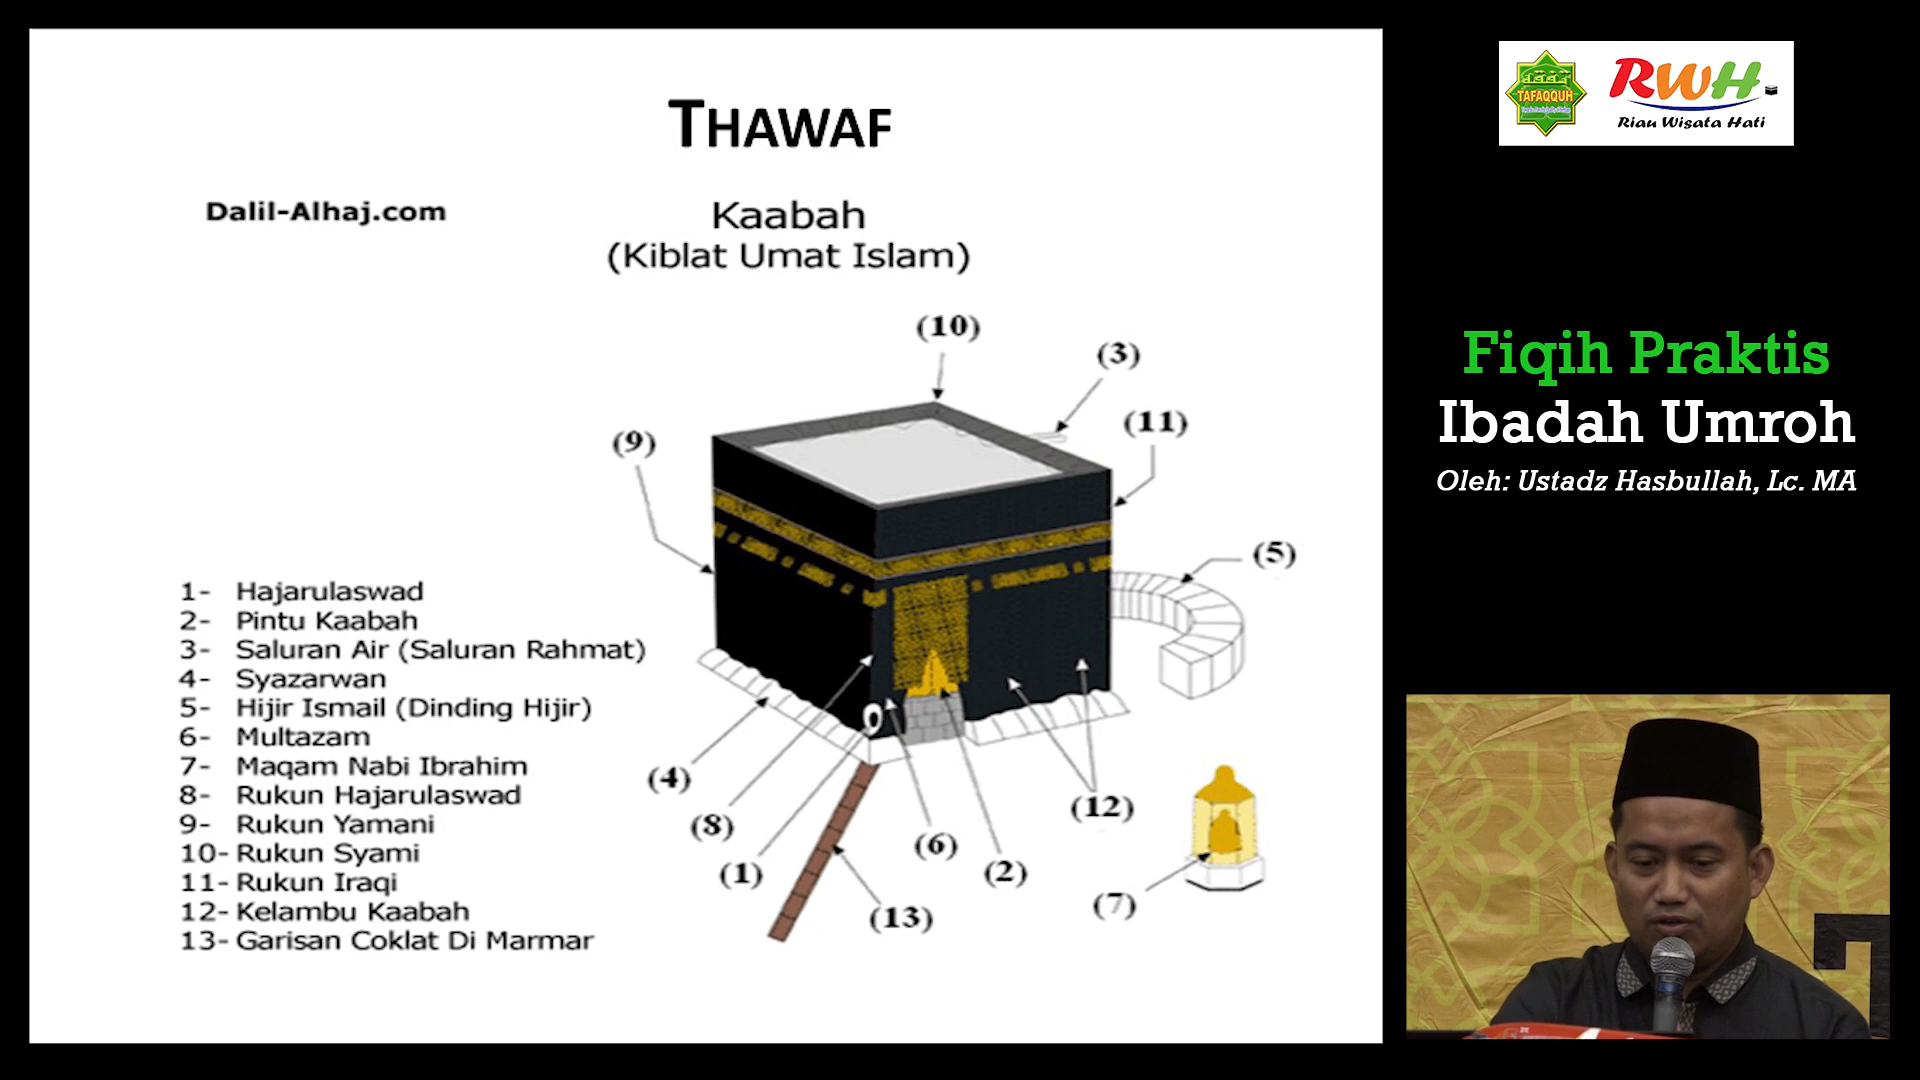 THAWAF
Dalil-Alhaj.com
Kaabah
(Kiblat Umat Islam)
(10)
(3)
(11)
(9)
(5)
1- Hajarulaswad
2- Pintu Kaabah
3- Saluran Air (Saluran Rahmat)
4- Syazarwan
5- Hijir Ismail (Dinding Hijir)
6- Multazam
7- Maqam Nabi Ibrahim
8- Rukun Hajarulaswad
9- Rukun Yamani
10- Rukun Syami
11- Rukun Iraqi
12- Kelambu Kaabah
13- Garisan Coklat Di Marmar
(4)
(8)
(1)
(6)
(2)
(12)
(13)
(7)
TAFAQQUH
RWH
Riau Wisata Hati
Fiqih Praktis
Ibadah Umroh
Oleh: Ustadz Hasbullah, Lc. MA